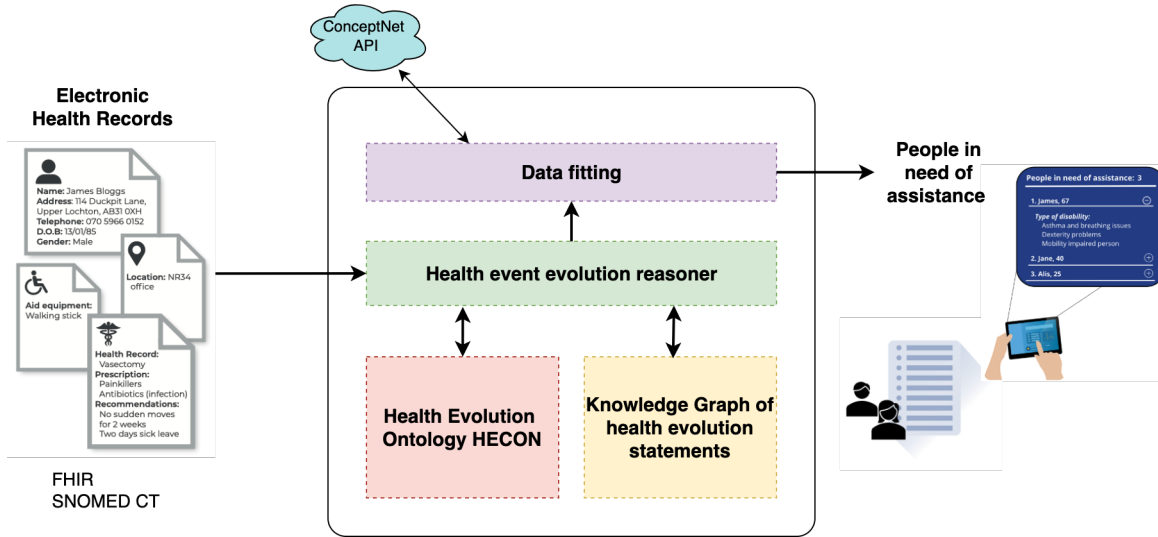 ConceptNet
API
Electronic
Health Records
Name: James Bloggs
Address: 114 Duckpit Lane,
Upper Lochton, AB31 0XH
Telephone: 070 5966 0152
D.O.B: 13/01/85
Gender: Male
Location: NR34
office
Aid equipment:
Walking stick
Health Record:
Vasectomy
Prescription:
Painkillers
Antibiotics (infection)
Recommendations:
No sudden moves
for 2 weeks
Two days sick leave
FHIR
SNOMED CT
Data fitting
Health event evolution reasoner
Health Evolution
Ontology HECON
Knowledge Graph of
health evolution
statements
People in
need of
assistance
People in need of assistance: 3
1. James, 67
Type of disability:
Asthma and breathing issues
Dexterity problems
Mobility impaired person
2. Jane, 40
3. Alis, 25